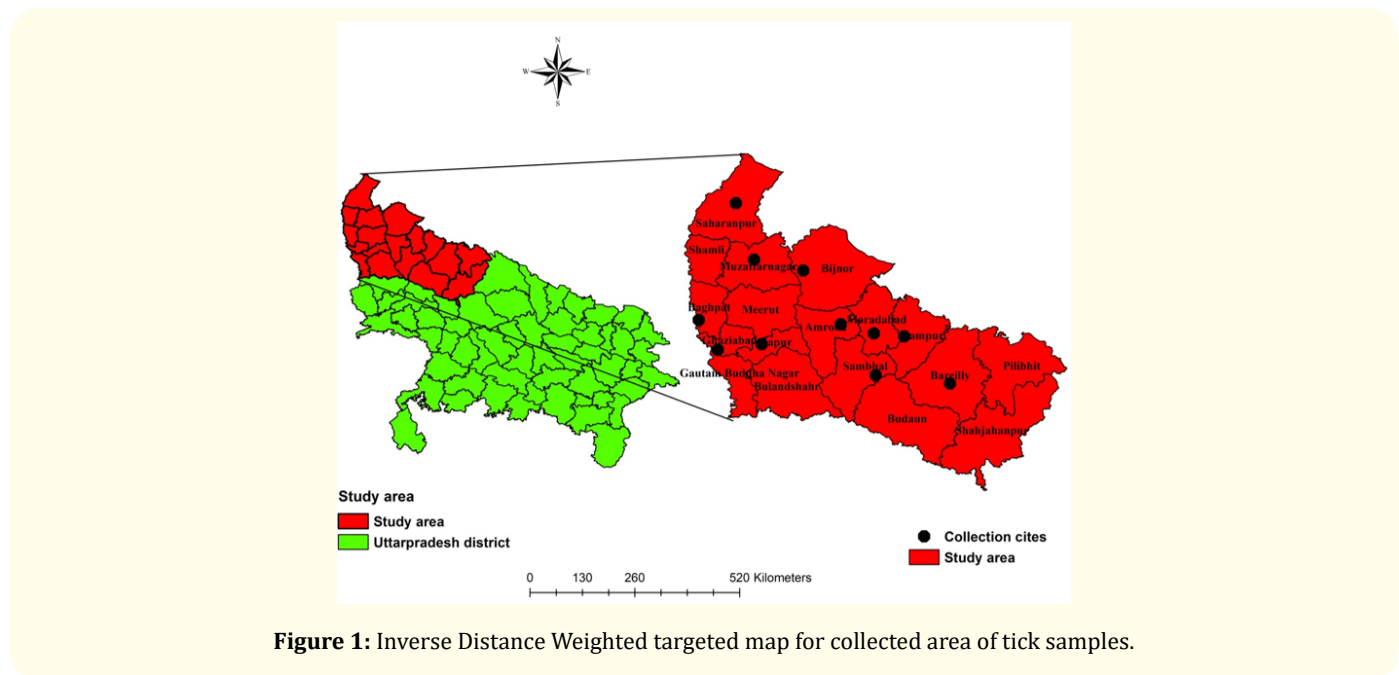 N
W
E
S
Saharanpur
Shamli
Muzaffarnagar
Bijnor
Baghpat
Meerut
Moradabad
Amroha
Rampur
Ghaziabad
Hapur
Sambhal
Pilibhit
Gautam Buddha Nagar
Bareilly
Bulandshahr
Budaun
Shahjahanpur
Study area
Study area
Uttarpradesh district
Collection cites
Study area
0 130 260 520 Kilometers
Figure 1: Inverse Distance Weighted targeted map for collected area of tick samples.